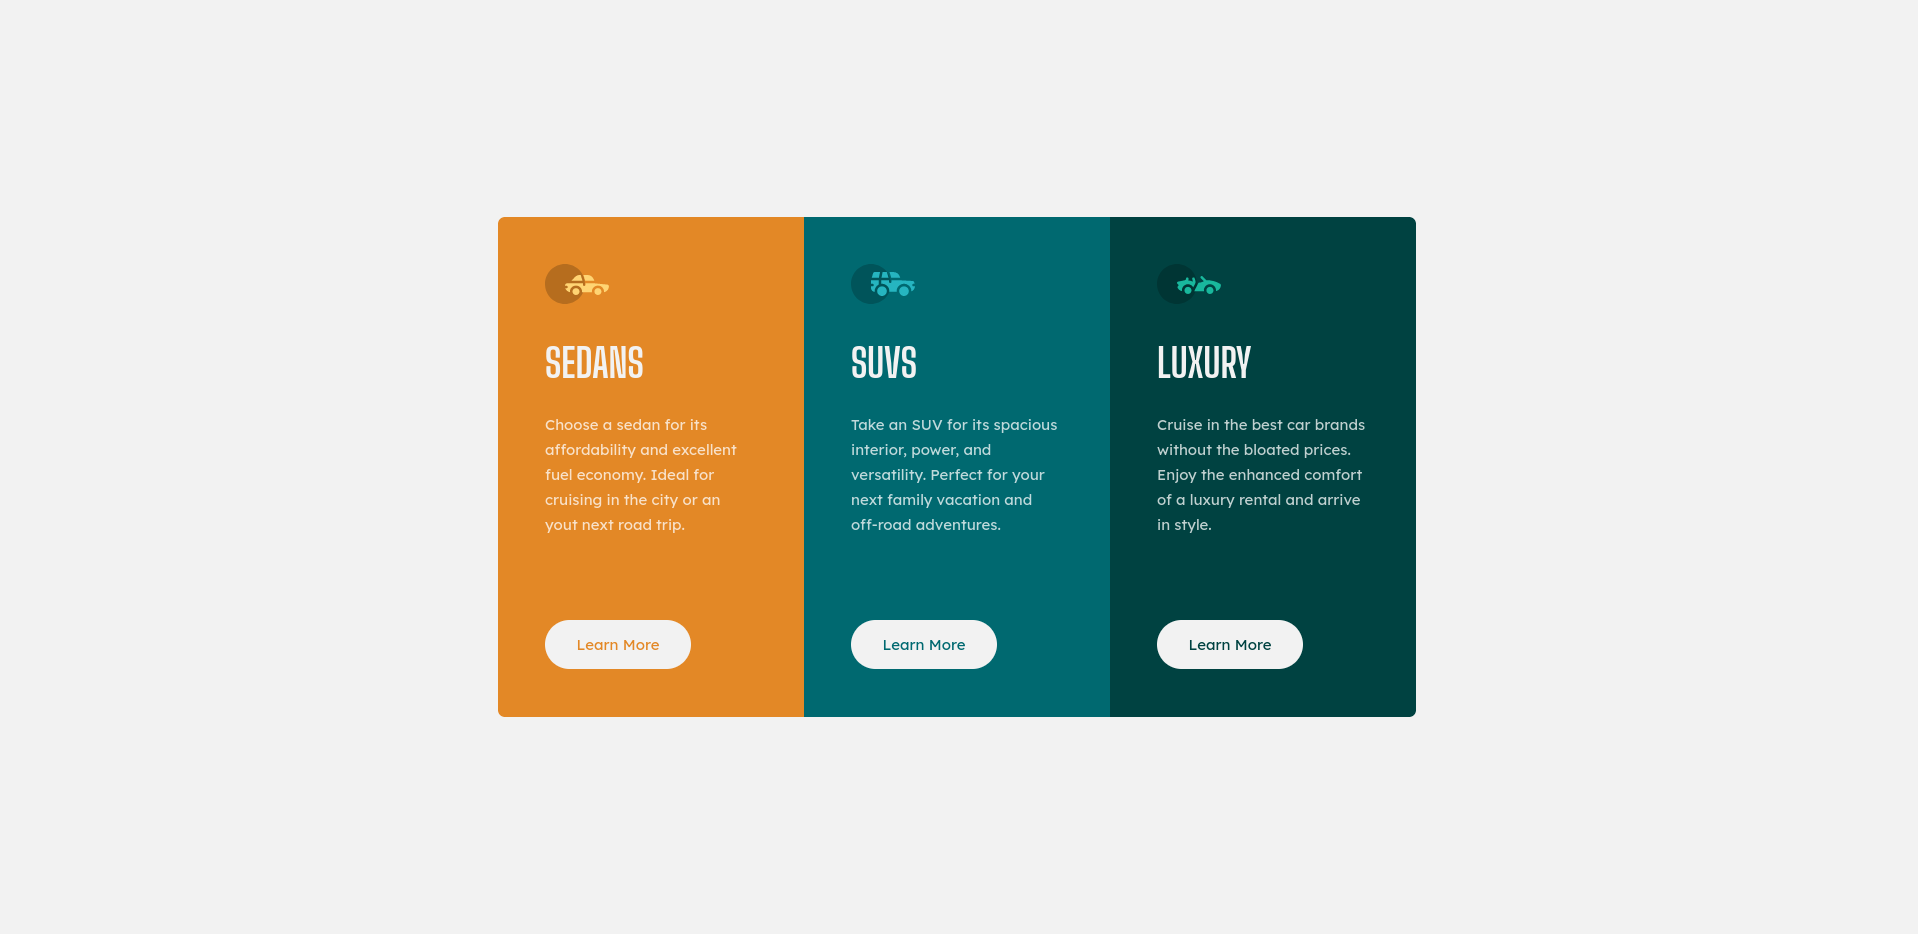 SEDANS
Choose a sedan for its
affordability and excellent
fuel economy. Ideal for
cruising in the city or an
yout next road trip.
Learn More
SUVS
Take an SUV for its spacious
interior, power, and
versatility. Perfect for your
next family vacation and
off-road adventures.
Learn More
LUXURY
Cruise in the best car brands
without the bloated prices.
Enjoy the enhanced comfort
of a luxury rental and arrive
in style.
Learn More